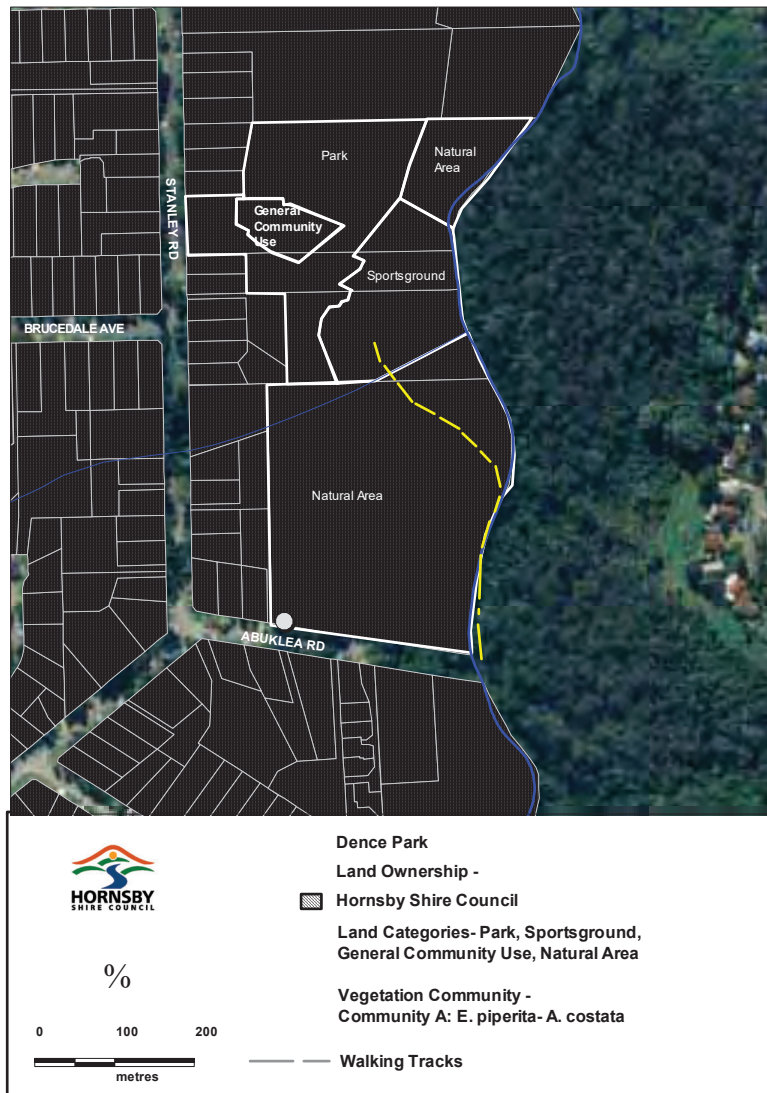 Park
Natural
Area
STANLEY RD
General
Community
Use
Sportsground
BRUCEDALE AVE
Natural Area
ABUKLEA RD
HORNSBY
SHIRE COUNCIL
%
0 100 200
metres
Dence Park
Land Ownership -
Hornsby Shire Council
Land Categories- Park, Sportsground,
General Community Use, Natural Area
Vegetation Community -
Community A: E. piperita- A. costata
Walking Tracks